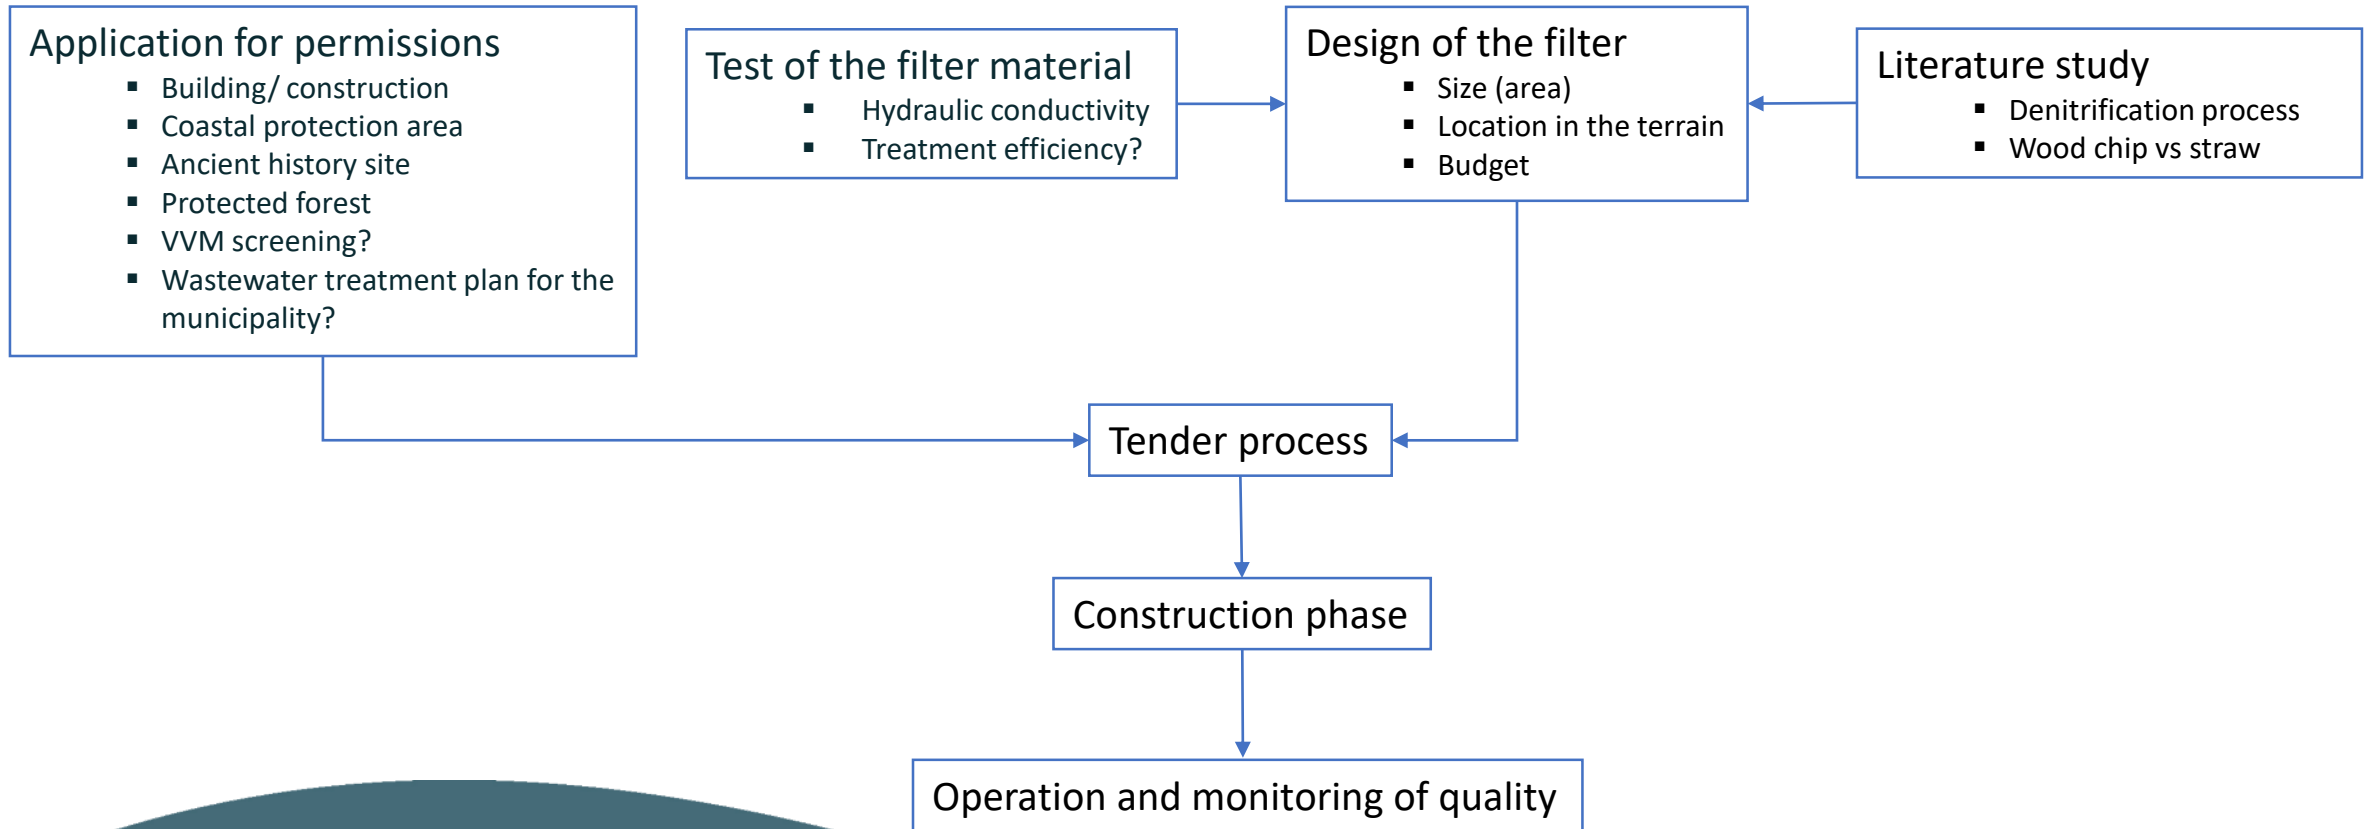 Application for permissions
▪ Building/ construction
▪ Coastal protection area
▪ Ancient history site
▪ Protected forest
▪ VVM screening?
▪ Wastewater treatment plan for the
municipality?
Test of the filter material
▪ Hydraulic conductivity
▪ Treatment efficiency?
Design of the filter
▪ Size (area)
▪ Location in the terrain
▪ Budget
Literature study
▪ Denitrification process
▪ Wood chip vs straw
Tender process
Construction phase
Operation and monitoring of quality